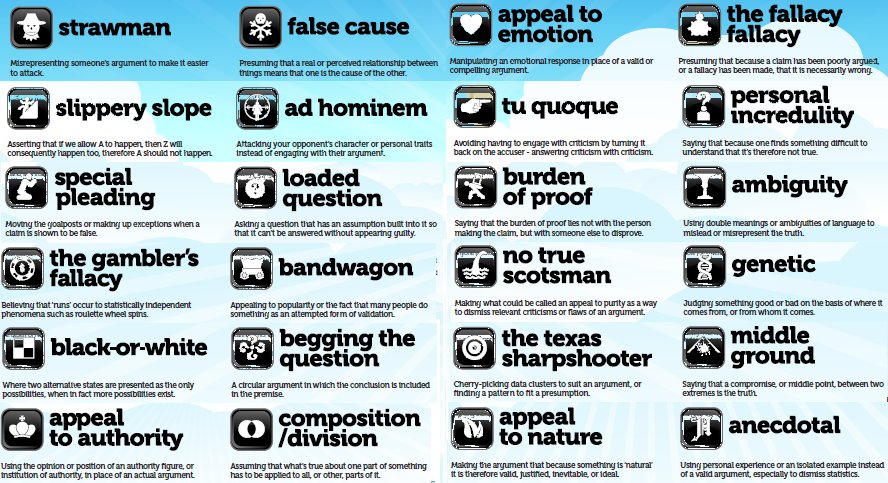 strawman
Misrepresenting someone's argument to make it easier
to attack.
false cause
Presuming that a real or perceived relationship between
things means that one is the cause of the other.
appeal to
emotion
Manipulating an emotional response in place of a valid or
compelling argument.
the fallacy
fallacy
Presuming that because a claim has been poorly argued,
or a fallacy has been made, that it is necessarily wrong.
slippery slope
Asserting that if we allow A to happen, then Z will
consequently happen too, therefore A should not happen.
ad hominem
Attacking your opponent's character or personal traits
instead of engaging with their argument.
tu quoque
Avoiding having to engage with criticism by turning it
back on the accuser - answering criticism with criticism.
personal
incredulity
Saying that because one finds something difficult to
understand that it's therefore not true.
special
pleading
Moving the goalposts or making up exceptions when a
claim is shown to be false.
loaded
question
Asking a question that has an assumption built into it so
that it can't be answered without appearing guilty.
burden
of proof
Saying that the burden of proof lies not with the person
making the claim, but with someone else to disprove.
ambiguity
Using double meanings or ambiguities of language to
mislead or misrepresent the truth.
the gambler's
fallacy
Believing that 'runs' occur to statistically independent
phenomena such as roulette wheel spins.
bandwagon
Appealing to popularity or the fact that many people do
something as an attempted form of validation.
no true
scotsman
Making what could be called an appeal to purity as a way
to dismiss relevant criticisms or flaws of an argument.
genetic
Judging something good or bad on the basis of where it
comes from, or from whom it comes.
black-or-white
Where two alternative states are presented as the only
possibilities, when in fact more possibilities exist.
begging the
question
A circular argument in which the conclusion is included
in the premise.
the texas
sharpshooter
Cherry-picking data clusters to suit an argument, or
finding a pattern to fit a presumption.
middle
ground
Saying that a compromise, or middle point, between two
extremes is the truth.
appeal
to authority
Using the opinion or position of an authority figure, or
institution of authority, in place of an actual argument.
composition
/division
Assuming that what's true about one part of something
has to be applied to all, or other, parts of it.
appeal
to nature
Making the argument that because something is 'natural'
it is therefore valid, justified, inevitable, or ideal.
anecdotal
Using personal experience or an isolated example instead
of a valid argument, especially to dismiss statistics.